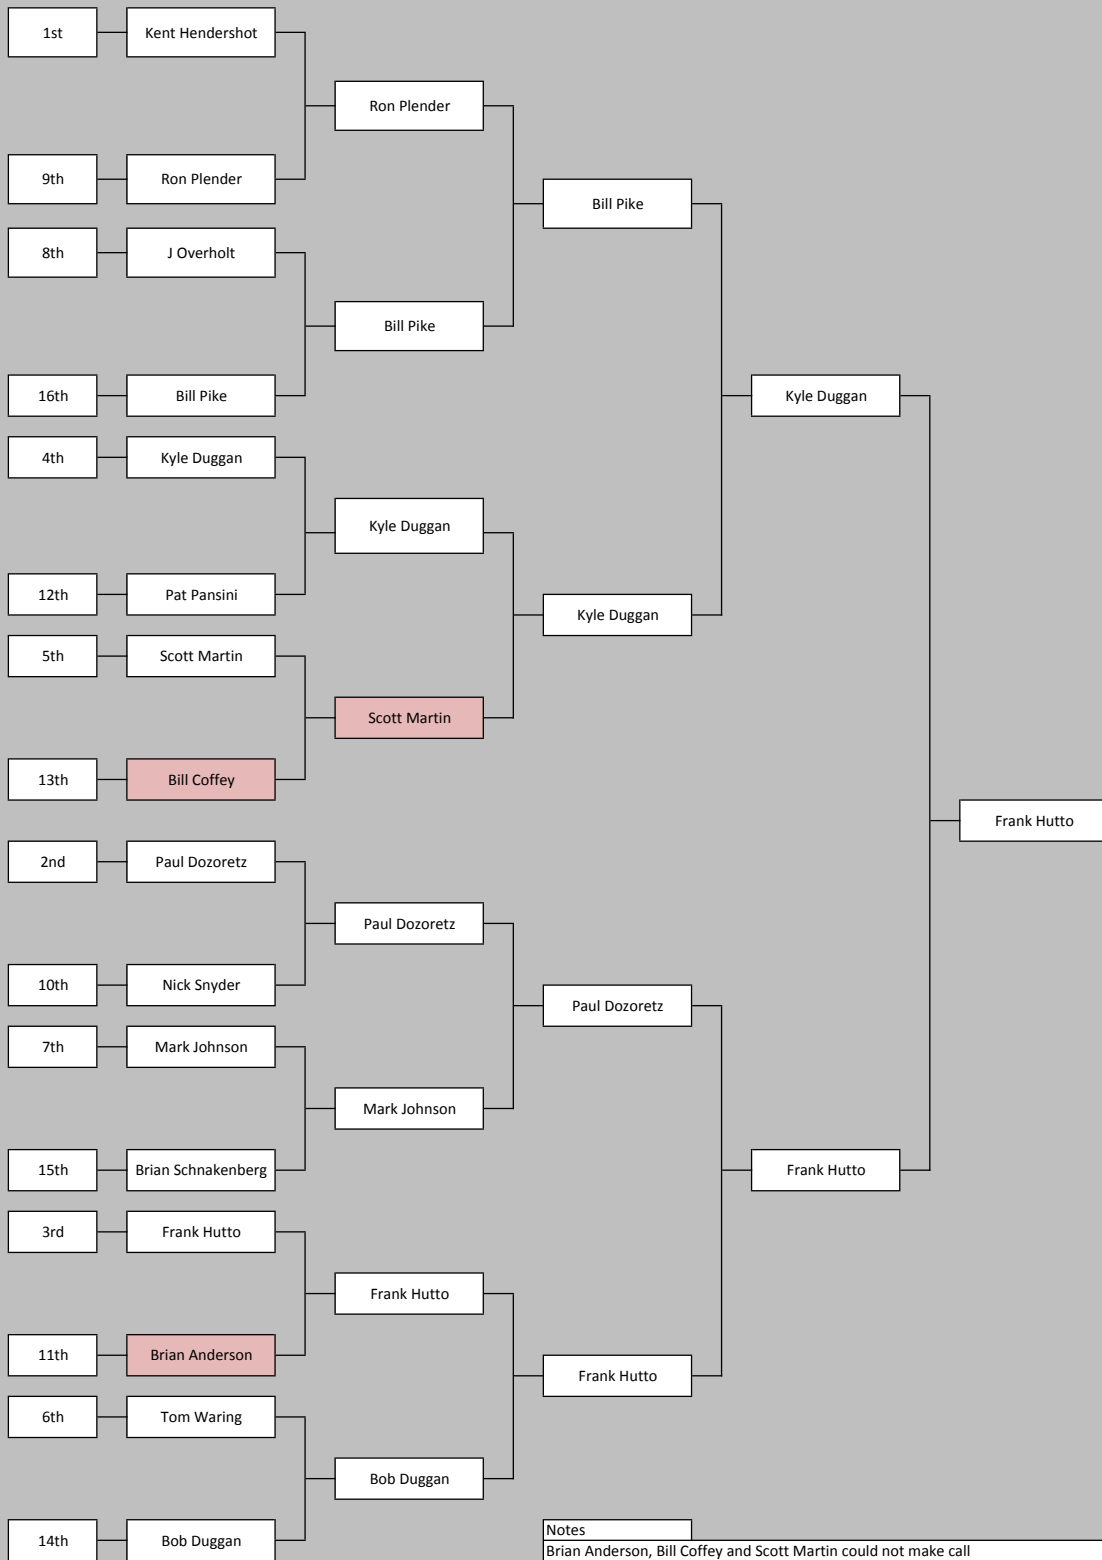 1st
Kent Hendershot
Ron Plender
9th
Ron Plender
Bill Pike
8th
J Overholt
Bill Pike
16th
Bill Pike
Kyle Duggan
4th
Kyle Duggan
Kyle Duggan
12th
Pat Pansini
Kyle Duggan
5th
Scott Martin
Scott Martin
13th
Bill Coffey
Frank Hutto
2nd
Paul Dozoretz
Paul Dozoretz
10th
Nick Snyder
Paul Dozoretz
7th
Mark Johnson
Mark Johnson
15th
Brian Schnakenberg
Frank Hutto
3rd
Frank Hutto
Frank Hutto
11th
Brian Anderson
Frank Hutto
6th
Tom Waring
Bob Duggan
14th
Bob Duggan
Notes
Brian Anderson, Bill Coffey and Scott Martin could not make call